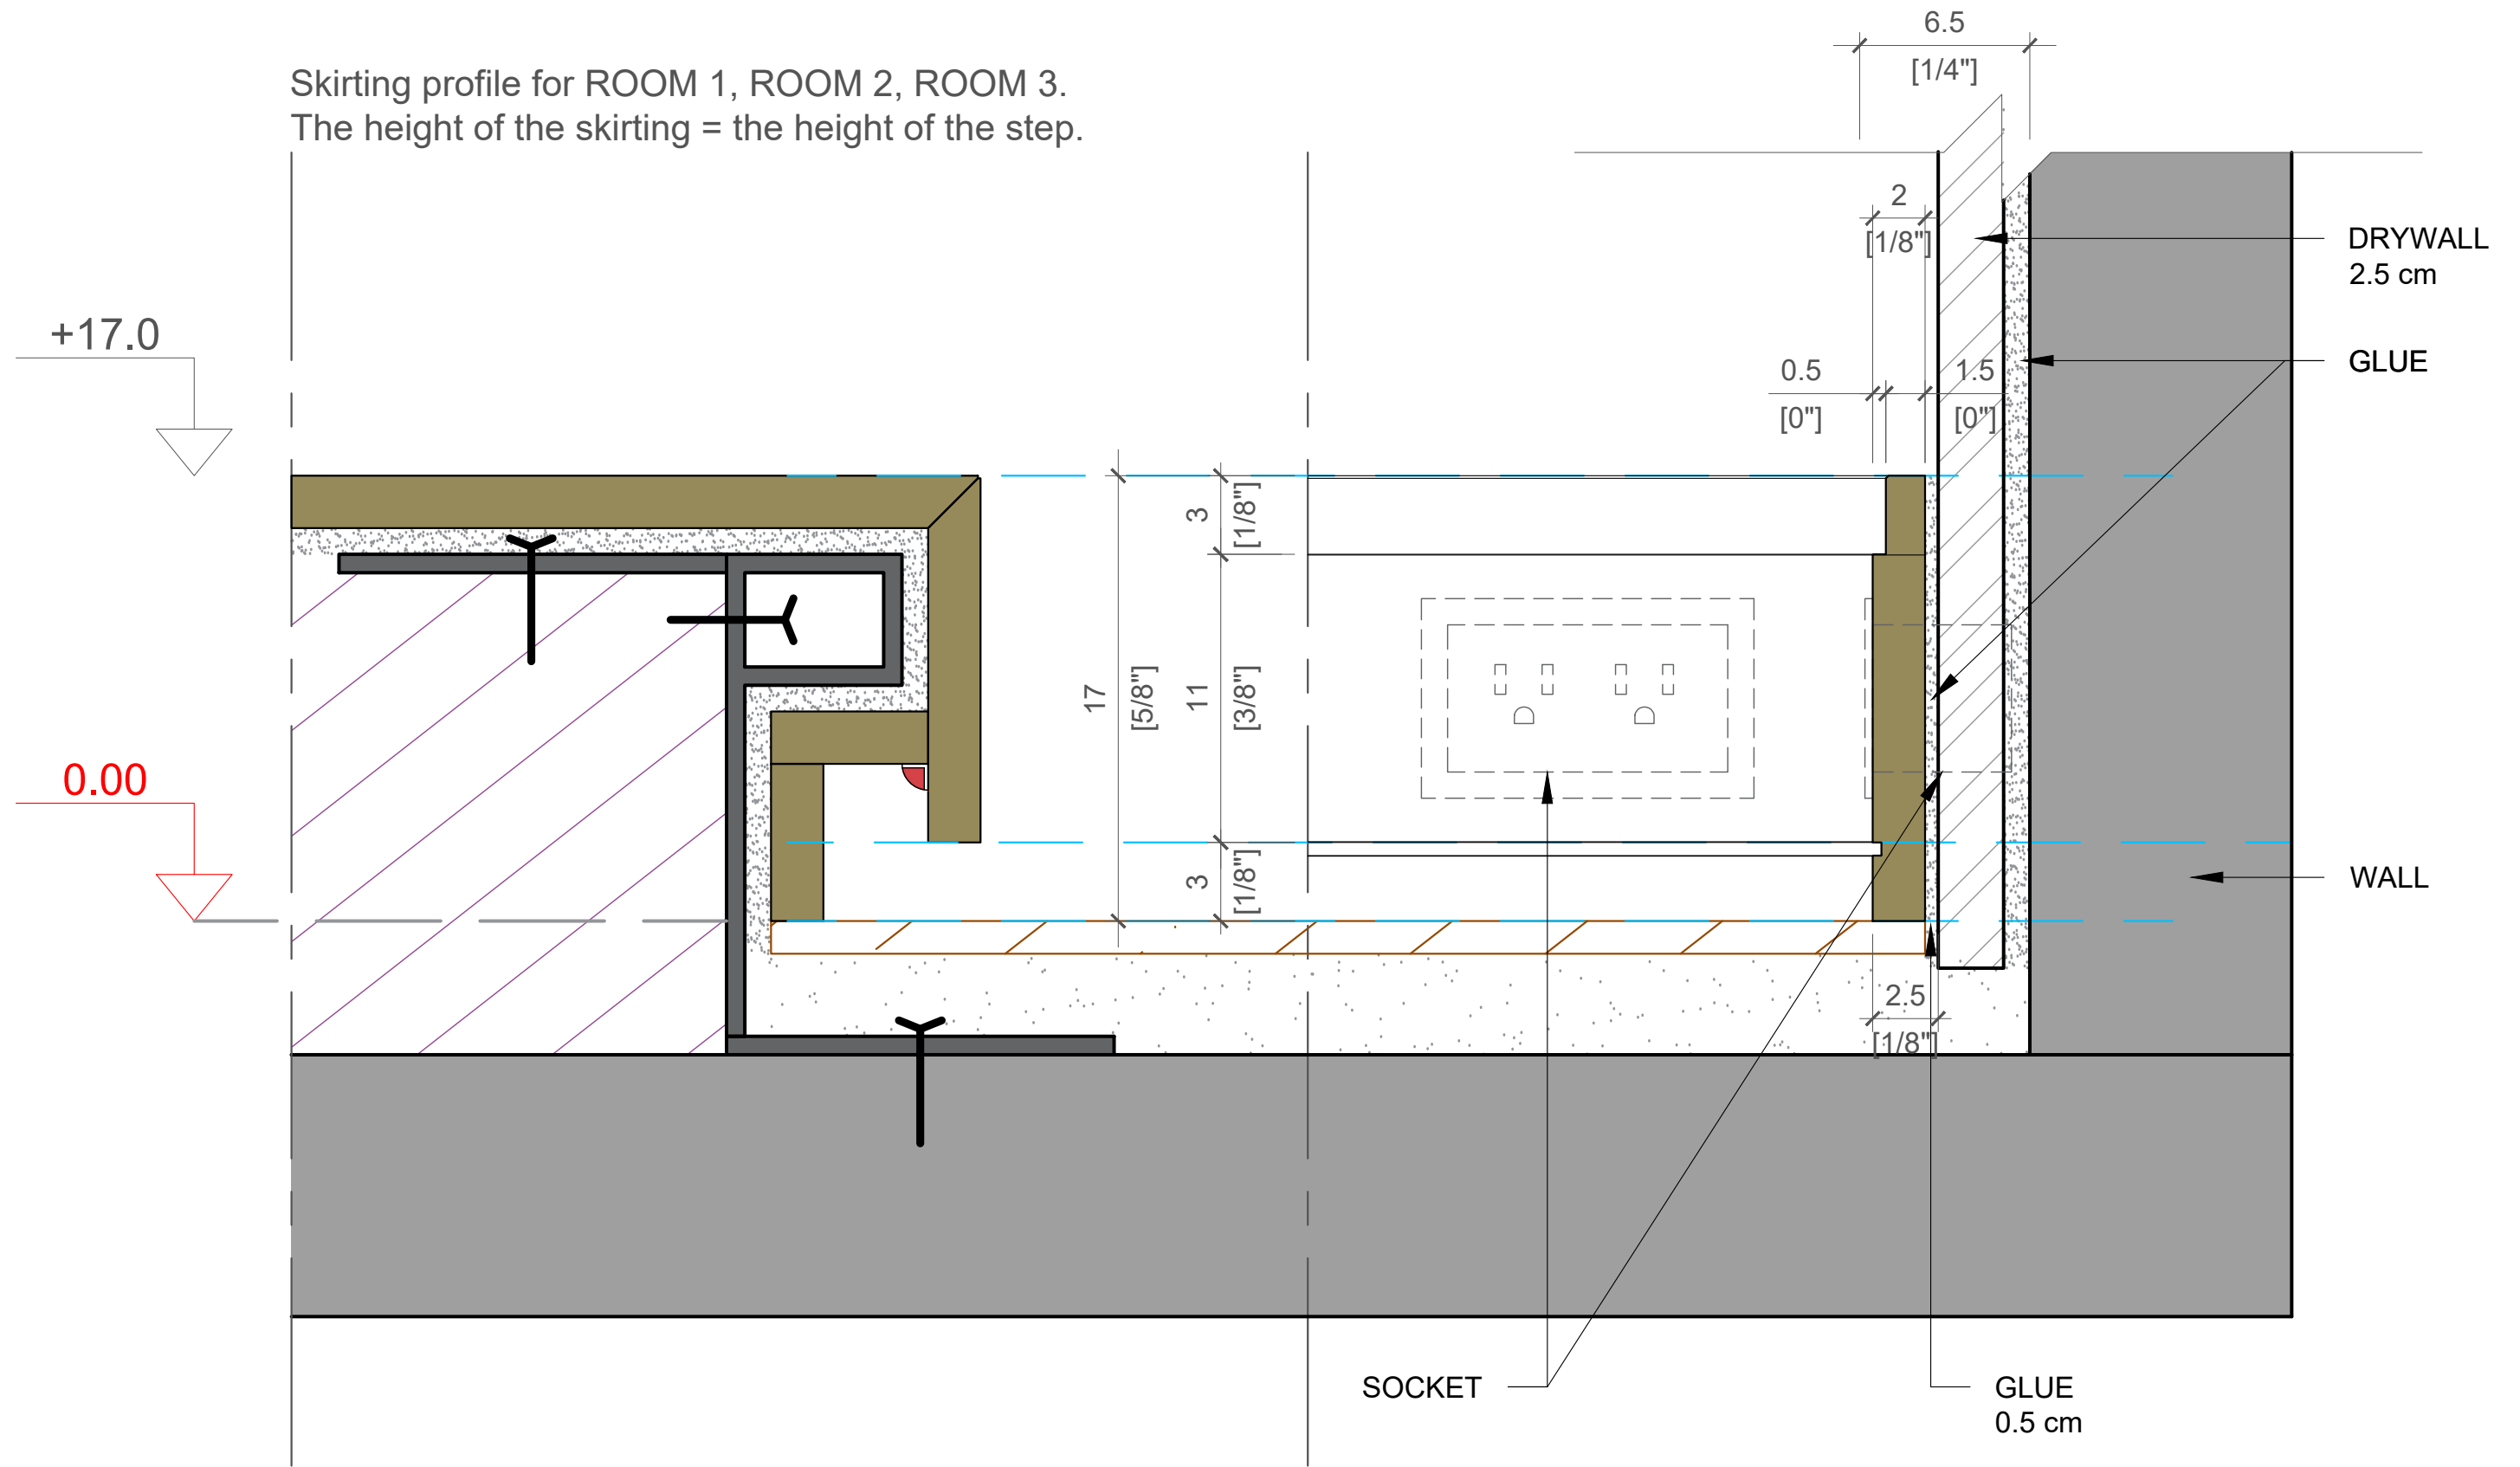 6.5
[1/4"]
Skirting profile for ROOM 1, ROOM 2, ROOM 3.
The height of the skirting = the height of the step.
2
[1/8"]
DRYWALL
2.5 cm
+17.0
GLUE
0.5
[0"]
1.5
[0"]
3
[1/8"]
17
[5/8"]
11
[3/8"]
0.00
3
[1/8"]
WALL
2.5
[1/8"]
SOCKET
GLUE
0.5 cm